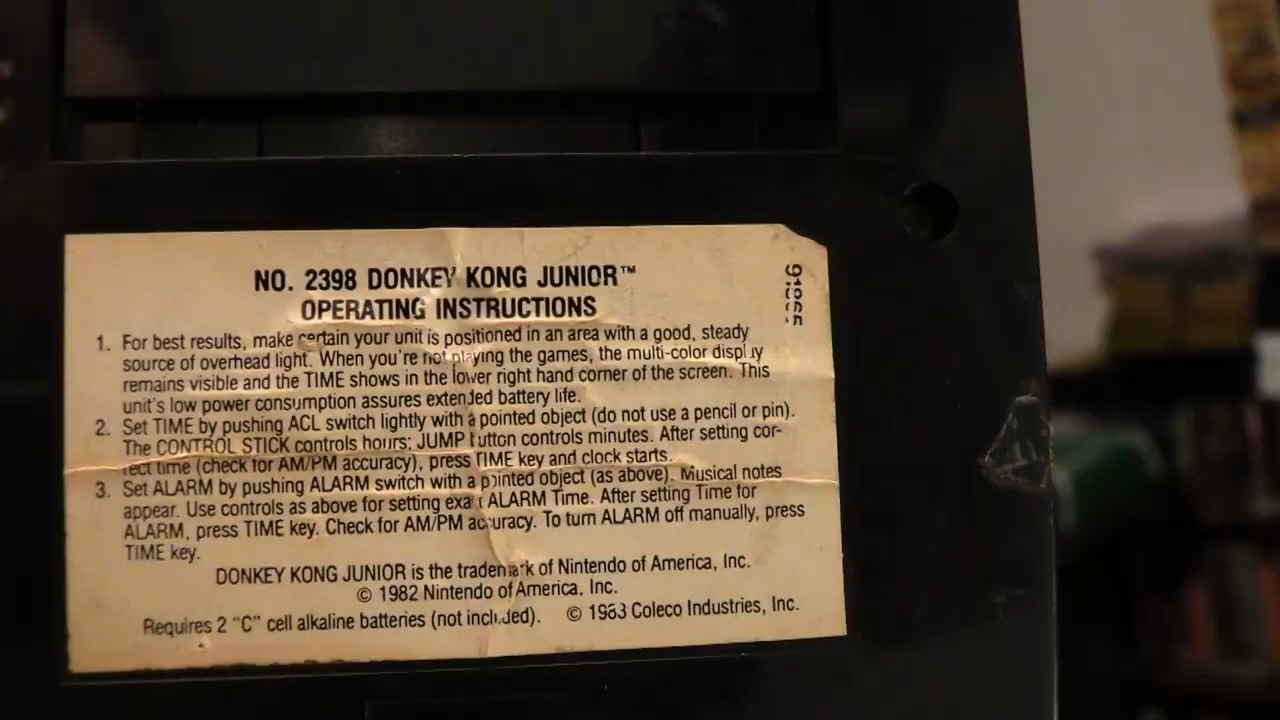 NO. 2398 DONKEY KONG JUNIOR™
OPERATING INSTRUCTIONS
1. For best results, make certain your unit is positioned in an area with a good, steady
source of overhead light. When you're not playing the games, the multi-color display
remains visible and the TIME shows in the lower right hand corner of the screen. This
unit's low power consumption assures extended battery life.
2. Set TIME by pushing ACL switch lightly with a pointed object (do not use a pencil or pin).
The CONTROL STICK controls hours; JUMP button controls minutes. After setting cor-
rect time (check for AM/PM accuracy), press TIME key and clock starts.
3. Set ALARM by pushing ALARM switch with a pointed object (as above). Musical notes
appear. Use controls as above for setting exact ALARM Time. After setting Time for
ALARM, press TIME key. Check for AM/PM accuracy. To turn ALARM off manually, press
TIME key.
DONKEY KONG JUNIOR is the trademark of Nintendo of America, Inc.
© 1982 Nintendo of America, Inc.
Requires 2 "C" cell alkaline batteries (not included). © 1983 Coleco Industries, Inc.